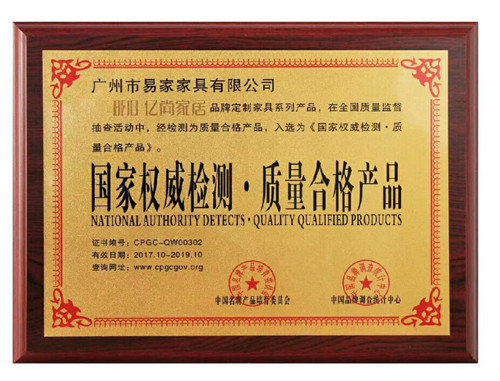 广州市易家家具有限公司
亿尚家居 品牌定制家具系列产品，在全国质量监督
抽查活动中，经检测为质量合格产品，入选为《国家权威检测·质
量合格产品》。
国家权威检测·质量合格产品
NATIONAL AUTHORITY DETECTS·QUALITY QUALIFIED PRODUCTS
证书编号：CPGC-QW00302
有效日期：2017.10-2019.10
查询网址：www.cpgcgov.org
中国名牌产品培育委员会
中国品牌调查统计中心